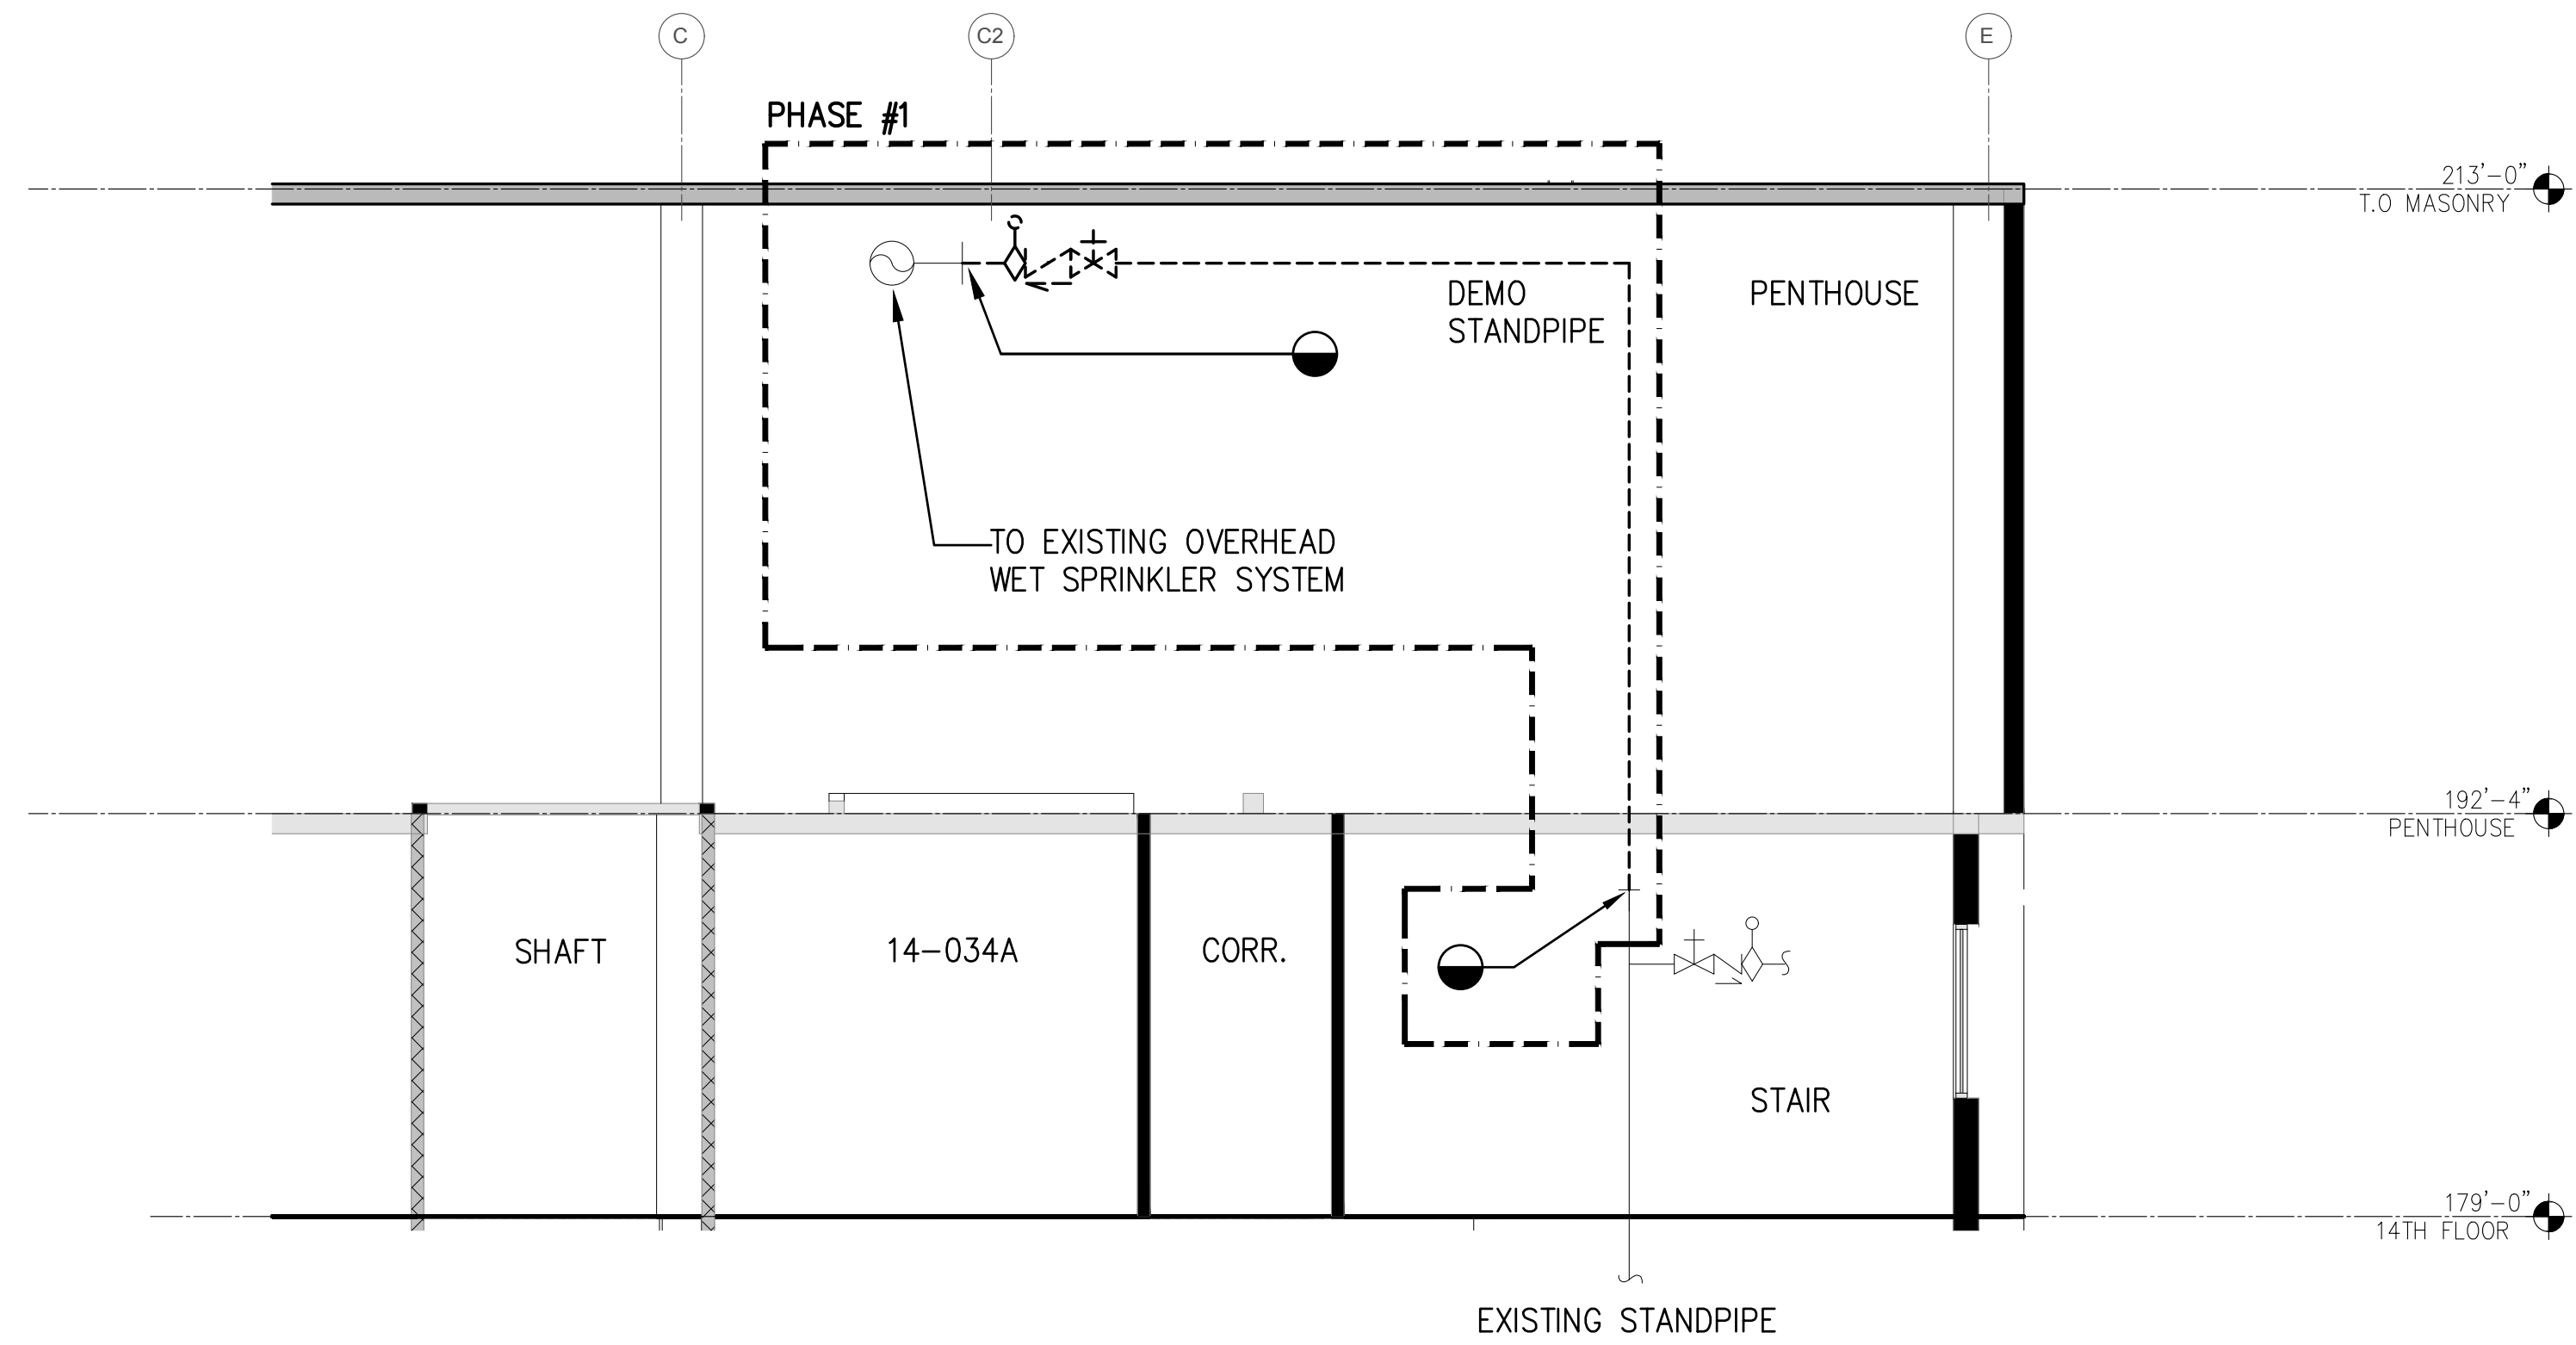 C
C2
E
PHASE #1
213'-0"
T.O MASONRY
DEMO
STANDPIPE
PENTHOUSE
TO EXISTING OVERHEAD
WET SPRINKLER SYSTEM
192'-4"
PENTHOUSE
SHAFT
14-034A
CORR.
STAIR
179'-0"
14TH FLOOR
EXISTING STANDPIPE